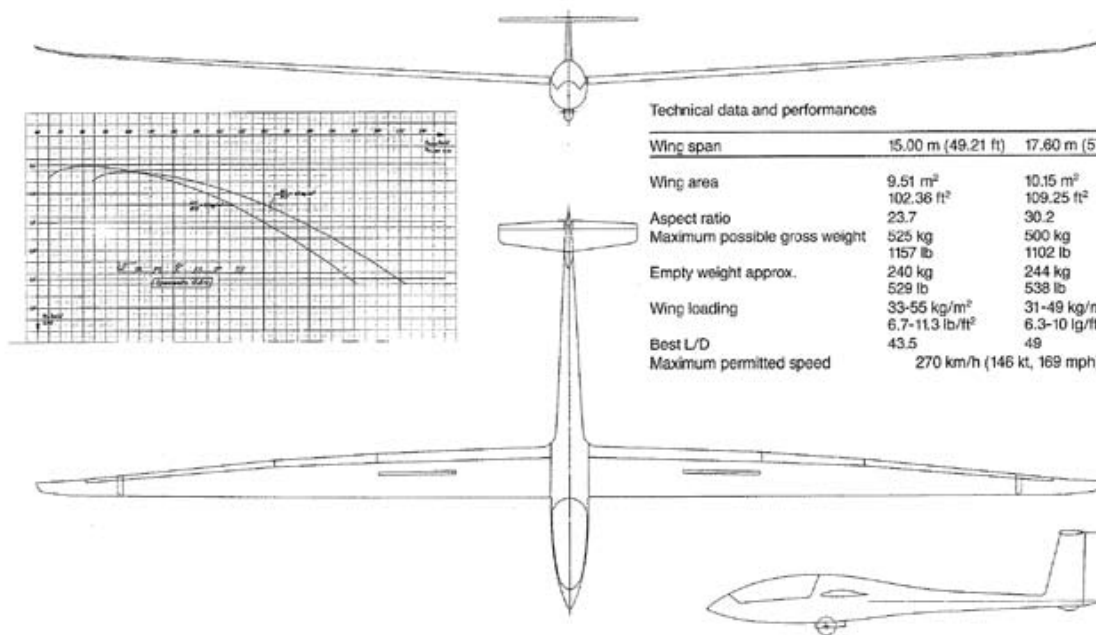 Technical data and performances
Wing span 15.00 m (49.21 ft) 17.60 m (5
Wing area 9.51 m² 10.15 m²
102.36 ft² 109.25 ft²
Aspect ratio 23.7 30.2
Maximum possible gross weight 525 kg 500 kg
1157 lb 1102 lb
Empty weight approx. 240 kg 244 kg
529 lb 538 lb
Wing loading 33-55 kg/m² 31-49 kg/m
6.7-11.3 lb/ft² 6.3-10 lg/ft
Best L/D 43.5 49
Maximum permitted speed 270 km/h (146 kt, 169 mph)